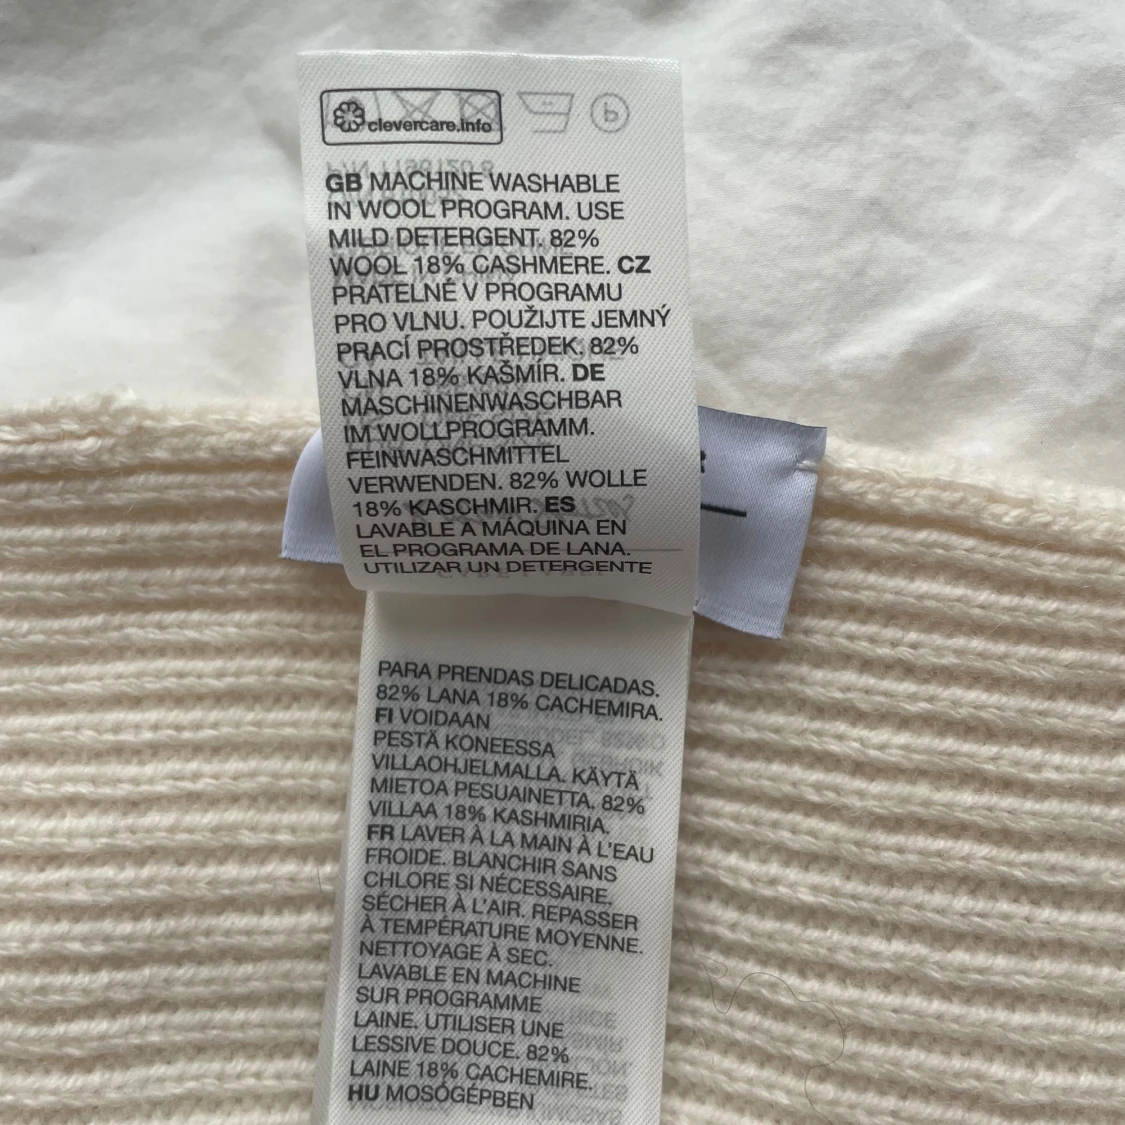 clevercare.info
GB MACHINE WASHABLE
IN WOOL PROGRAM. USE
MILD DETERGENT. 82%
WOOL 18% CASHMERE. CZ
PRATELNÉ V PROGRAMU
PRO VLNU. POUŽIJTE JEMNÝ
PRACÍ PROSTŘEDEK. 82%
VLNA 18% KAŠMÍR. DE
MASCHINENWASCHBAR
IM WOLLPROGRAMM.
FEINWASCHMITTEL
VERWENDEN. 82% WOLLE
18% KASCHMIR. ES
LAVABLE A MÁQUINA EN
EL PROGRAMA DE LANA.
UTILIZAR UN DETERGENTE
PARA PRENDAS DELICADAS.
82% LANA 18% CACHEMIRA.
FI VOIDAAN
PESTÄ KONEESSA
VILLAOHJELMALLA. KÄYTÄ
MIETOA PESUAINETTA. 82%
VILLAA 18% KASHMIRIA.
FR LAVER À LA MAIN À L'EAU
FROIDE. BLANCHIR SANS
CHLORE SI NÉCESSAIRE.
SÉCHER À L'AIR. REPASSER
À TEMPÉRATURE MOYENNE.
NETTOYAGE À SEC.
LAVABLE EN MACHINE
SUR PROGRAMME
LAINE. UTILISER UNE
LESSIVE DOUCE. 82%
LAINE 18% CACHEMIRE.
HU MOSÓGÉPBEN